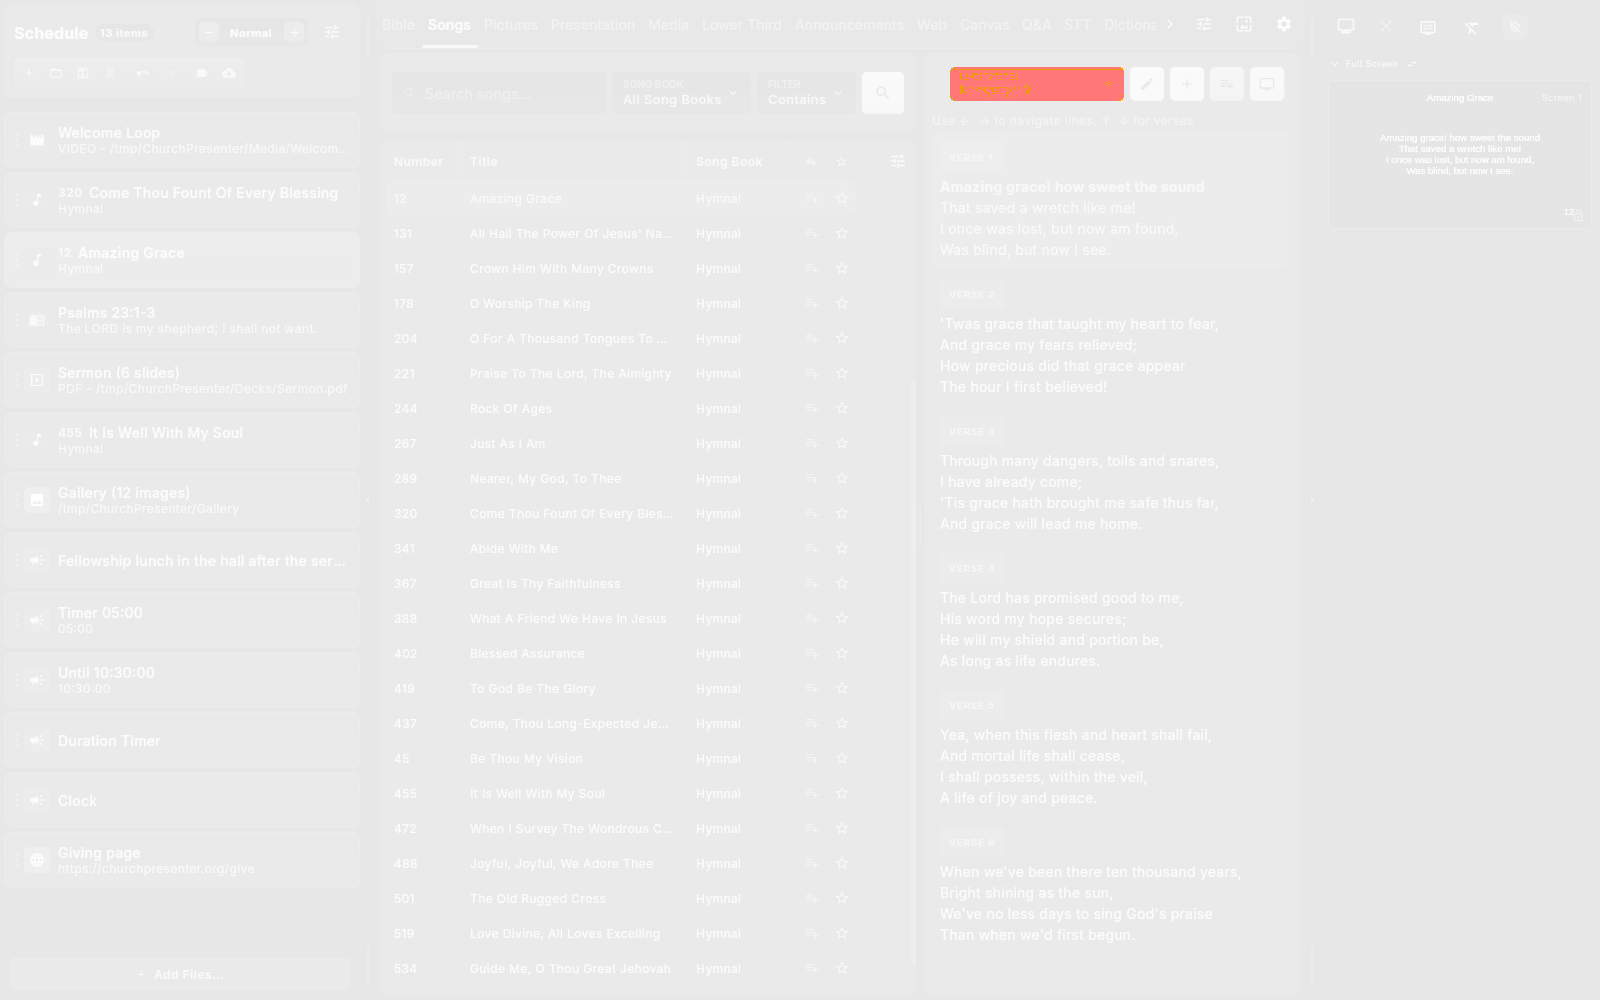 Schedule 13 items
Normal
Welcome Loop
VIDEO - /tmp/ChurchPresenter/Media/Welcom...
320 Come Thou Fount Of Every Blessing
Hymnal
12 Amazing Grace
Hymnal
Psalms 23:1-3
The LORD is my shepherd; I shall not want.
Sermon (6 slides)
PDF - /tmp/ChurchPresenter/Decks/Sermon.pdf
455 It Is Well With My Soul
Hymnal
Gallery (12 images)
/tmp/ChurchPresenter/Gallery
Fellowship lunch in the hall after the ser...
Timer 05:00
05:00
Until 10:30:00
10:30:00
Duration Timer
Clock
Giving page
https://churchpresenter.org/give
+ Add Files...
Bible Songs Pictures Presentation Media Lower Third Announcements Web Canvas Q&A STT Dictiona
Search songs...
SONG BOOK
All Song Books
FILTER
Contains
Number Title Song Book
12 Amazing Grace Hymnal
131 All Hail The Power Of Jesus' Na... Hymnal
157 Crown Him With Many Crowns Hymnal
178 O Worship The King Hymnal
204 O For A Thousand Tongues To ... Hymnal
221 Praise To The Lord, The Almighty Hymnal
244 Rock Of Ages Hymnal
267 Just As I Am Hymnal
289 Nearer, My God, To Thee Hymnal
320 Come Thou Fount Of Every Bles... Hymnal
341 Abide With Me Hymnal
367 Great Is Thy Faithfulness Hymnal
388 What A Friend We Have In Jesus Hymnal
402 Blessed Assurance Hymnal
419 To God Be The Glory Hymnal
437 Come, Thou Long-Expected Je... Hymnal
45 Be Thou My Vision Hymnal
455 It Is Well With My Soul Hymnal
472 When I Survey The Wondrous C... Hymnal
488 Joyful, Joyful, We Adore Thee Hymnal
501 The Old Rugged Cross Hymnal
519 Love Divine, All Loves Excelling Hymnal
534 Guide Me, O Thou Great Jehovah Hymnal
Use ← → to navigate lines, ↑ ↓ for verses
VERSE 1
Amazing grace! how sweet the sound
That saved a wretch like me!
I once was lost, but now am found,
Was blind, but now I see.
VERSE 2
'Twas grace that taught my heart to fear,
And grace my fears relieved;
How precious did that grace appear
The hour I first believed!
VERSE 3
Through many dangers, toils and snares,
I have already come;
'Tis grace hath brought me safe thus far,
And grace will lead me home.
VERSE 4
The Lord has promised good to me,
His word my hope secures;
He will my shield and portion be,
As long as life endures.
VERSE 5
Yea, when this flesh and heart shall fail,
And mortal life shall cease,
I shall possess, within the veil,
A life of joy and peace.
VERSE 6
When we've been there ten thousand years,
Bright shining as the sun,
We've no less days to sing God's praise
Than when we'd first begun.
Full Screen
Amazing Grace Screen 1
Amazing grace! how sweet the sound
That saved a wretch like me!
I once was lost, but now am found,
Was blind, but now I see.